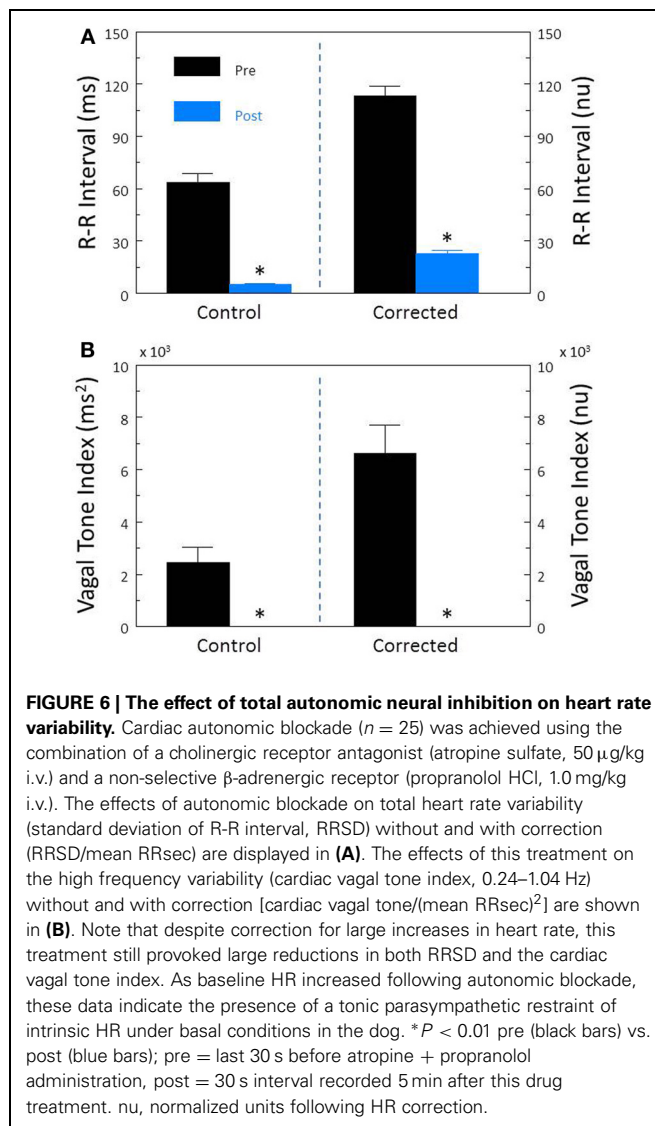 A
150
120
90
60
30
0
R-R Interval (ms)
Pre
Post
*
*
150
120
90
60
30
0
R-R Interval (nu)
Control
Corrected
B
x 10³
10
8
6
4
2
0
Vagal Tone Index (ms²)
*
*
x 10³
10
8
6
4
2
0
Vagal Tone Index (nu)
Control
Corrected
FIGURE 6 | The effect of total autonomic neural inhibition on heart rate
variability. Cardiac autonomic blockade (n = 25) was achieved using the
combination of a cholinergic receptor antagonist (atropine sulfate, 50 μg/kg
i.v.) and a non-selective β-adrenergic receptor (propranolol HCl, 1.0 mg/kg
i.v.). The effects of autonomic blockade on total heart rate variability
(standard deviation of R-R interval, RRSD) without and with correction
(RRSD/mean RRsec) are displayed in (A). The effects of this treatment on
the high frequency variability (cardiac vagal tone index, 0.24–1.04 Hz)
without and with correction [cardiac vagal tone/(mean RRsec)²] are shown
in (B). Note that despite correction for large increases in heart rate, this
treatment still provoked large reductions in both RRSD and the cardiac
vagal tone index. As baseline HR increased following autonomic blockade,
these data indicate the presence of a tonic parasympathetic restraint of
intrinsic HR under basal conditions in the dog. *P < 0.01 pre (black bars) vs.
post (blue bars); pre = last 30 s before atropine + propranolol
administration, post = 30 s interval recorded 5 min after this drug
treatment. nu, normalized units following HR correction.